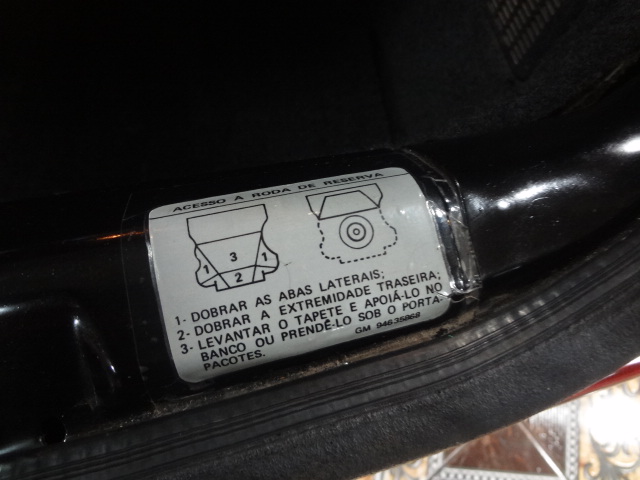 ACESSO A RODA DE RESERVA
3
1 1
2
1- DOBRAR AS ABAS LATERAIS;
2- DOBRAR A EXTREMIDADE TRASEIRA;
3- LEVANTAR O TAPETE E APOIÁ-LO NO
BANCO OU PRENDÊ-LO SOB O PORTA-
PACOTES.
GM 94635868